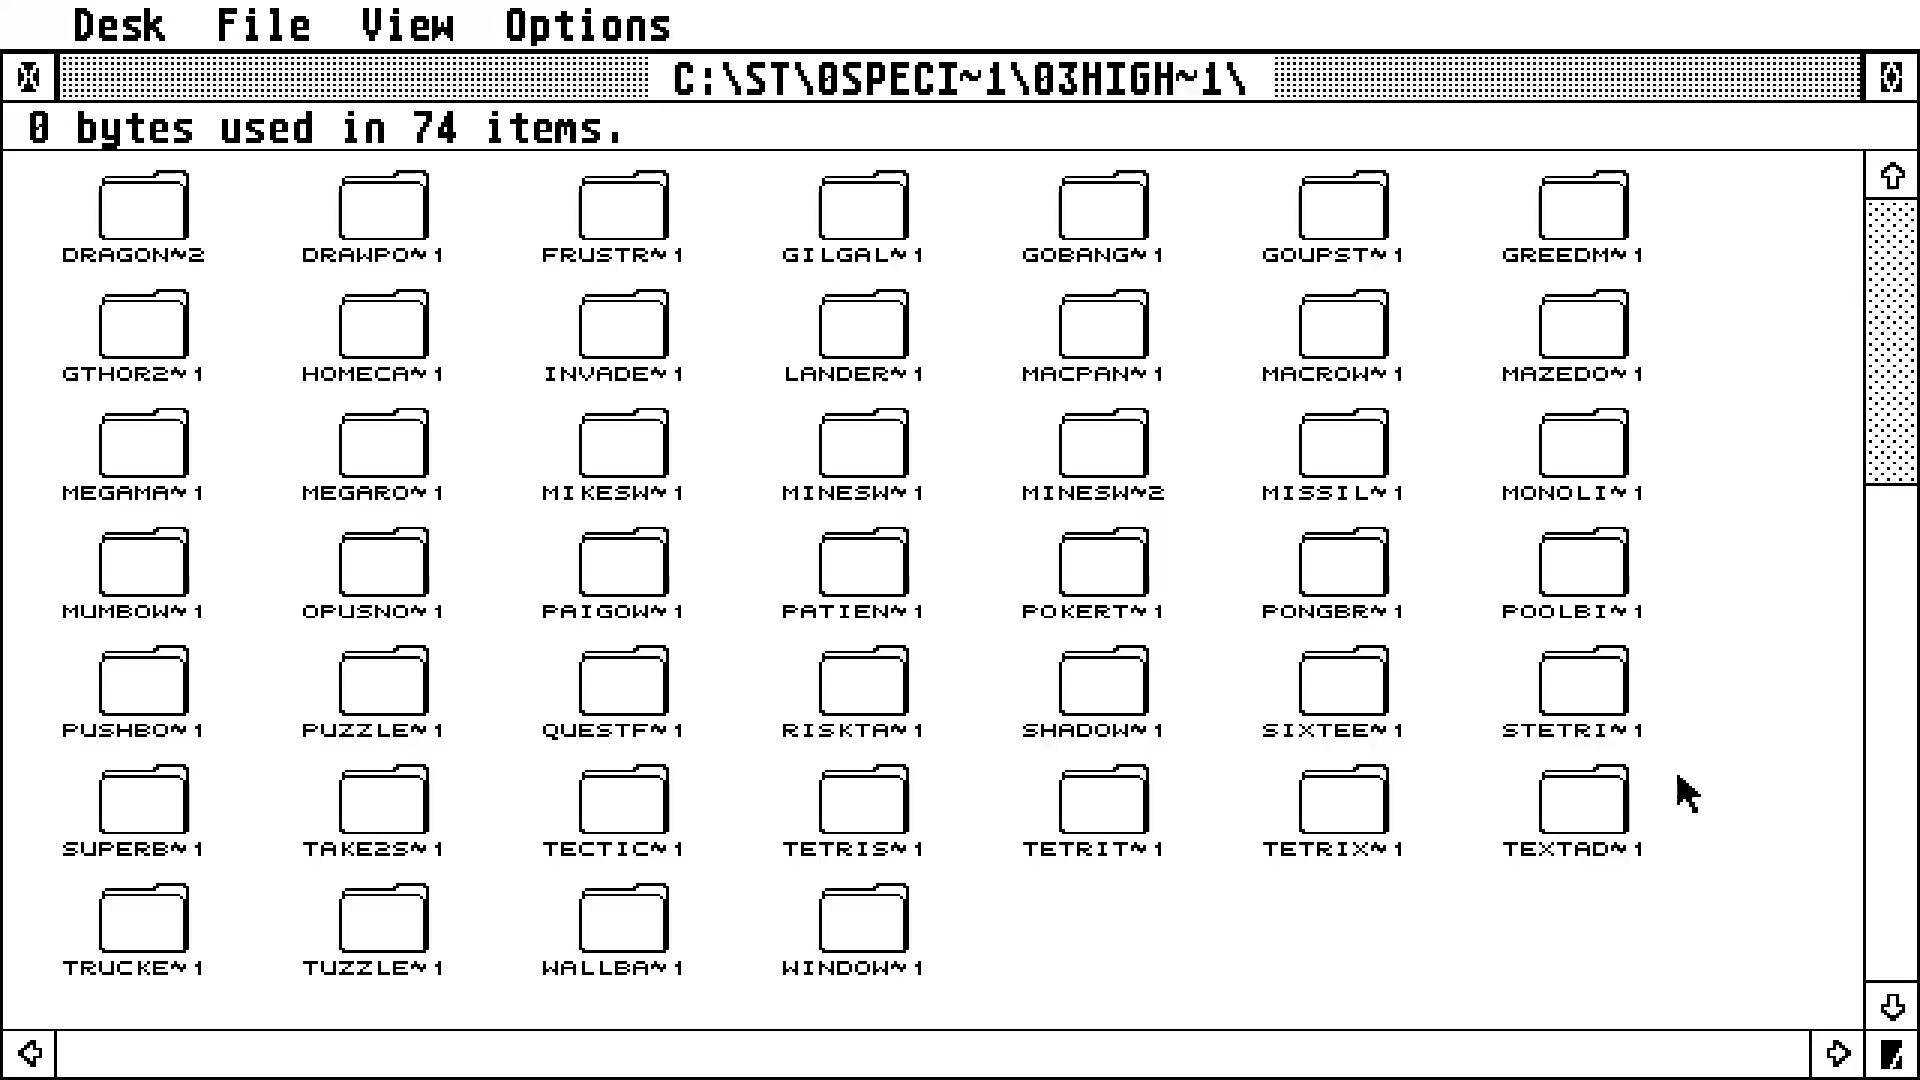 Desk File View Options
C:\ST\0SPECI~1\03HIGH~1\
0 bytes used in 74 items.
DRAGON~2 DRAWPO~1 FRUSTR~1 GILGAL~1 GOBANG~1 GOUPST~1 GREEDM~1
GTHOR2~1 HOMECA~1 INVADE~1 LANDER~1 MACPAN~1 MACROW~1 MAZEDO~1
MEGAMA~1 MEGARO~1 MIKESW~1 MINESW~1 MINESW~2 MISSIL~1 MONOLI~1
MUMBOW~1 OPUSNO~1 PAIGOW~1 PATIEN~1 POKERT~1 PONGBR~1 POOLBI~1
PUSHBO~1 PUZZLE~1 QUESTF~1 RISKTA~1 SHADOW~1 SIXTEE~1 STETRI~1
SUPERB~1 TAKE2S~1 TECTIC~1 TETRIS~1 TETRIT~1 TETRIX~1 TEXTAD~1
TRUCKE~1 TUZZLE~1 WALLBA~1 WINDOW~1